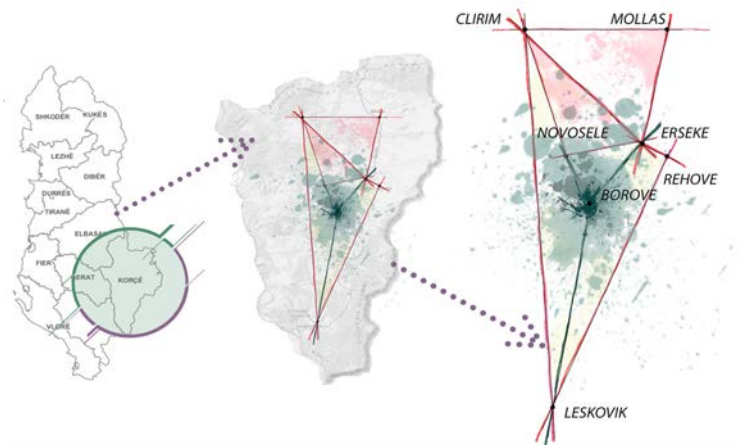 SHKODËR
KUKËS
LEZHË
DIBËR
DURRËS
TIRANË
ELBASAN
FIER
BERAT
KORÇË
VLORË
CLIRIM
MOLLAS
NOVOSELE
ERSEKE
REHOVE
BOROVE
LESKOVIK